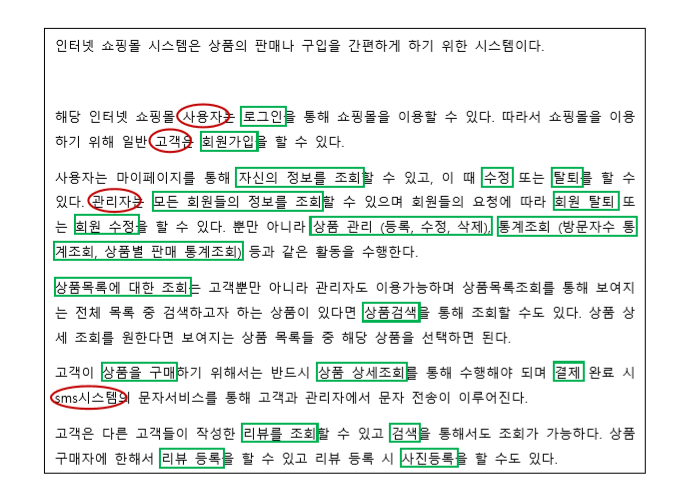 인터넷 쇼핑몰 시스템은 상품의 판매나 구입을 간편하게 하기 위한 시스템이다.
해당 인터넷 쇼핑몰 사용자는 로그인을 통해 쇼핑몰을 이용할 수 있다. 따라서 쇼핑몰을 이용
하기 위해 일반 고객은 회원가입을 할 수 있다.
사용자는 마이페이지를 통해 자신의 정보를 조회할 수 있고, 이 때 수정 또는 탈퇴를 할 수
있다. 관리자는 모든 회원들의 정보를 조회할 수 있으며 회원들의 요청에 따라 회원 탈퇴 또
는 회원 수정을 할 수 있다. 뿐만 아니라 상품 관리 (등록, 수정, 삭제), 통계조회 (방문자수 통
계조회, 상품별 판매 통계조회) 등과 같은 활동을 수행한다.
상품목록에 대한 조회는 고객뿐만 아니라 관리자도 이용가능하며 상품목록조회를 통해 보여지
는 전체 목록 중 검색하고자 하는 상품이 있다면 상품검색을 통해 조회할 수도 있다. 상품 상
세 조회를 원한다면 보여지는 상품 목록들 중 해당 상품을 선택하면 된다.
고객이 상품을 구매하기 위해서는 반드시 상품 상세조회를 통해 수행해야 되며 결제 완료 시
sms시스템의 문자서비스를 통해 고객과 관리자에서 문자 전송이 이루어진다.
고객은 다른 고객들이 작성한 리뷰를 조회할 수 있고 검색을 통해서도 조회가 가능하다. 상품
구매자에 한해서 리뷰 등록을 할 수 있고 리뷰 등록 시 사진등록을 할 수도 있다.